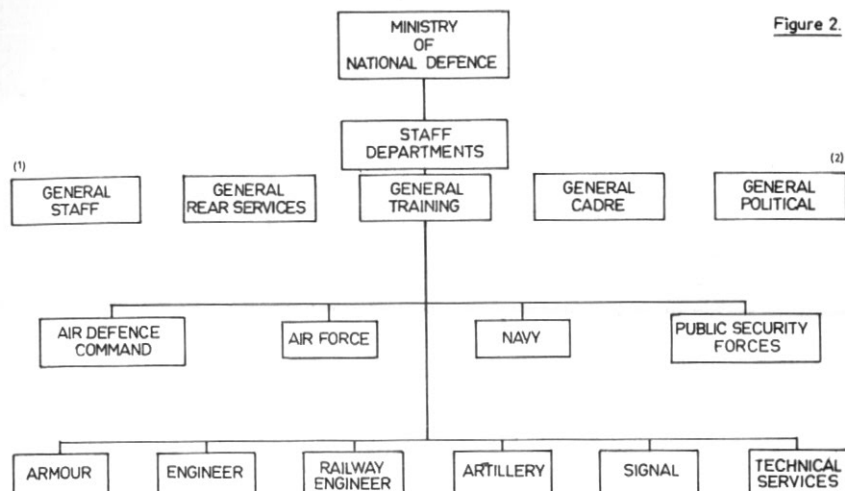 Figure 2.
MINISTRY
OF
NATIONAL DEFENCE
STAFF
DEPARTMENTS
(1)
(2)
GENERAL
STAFF
GENERAL
REAR SERVICES
GENERAL
TRAINING
GENERAL
CADRE
GENERAL
POLITICAL
AIR DEFENCE
COMMAND
AIR FORCE
NAVY
PUBLIC SECURITY
FORCES
ARMOUR
ENGINEER
RAILWAY
ENGINEER
ARTILLERY
SIGNAL
TECHNICAL
SERVICES